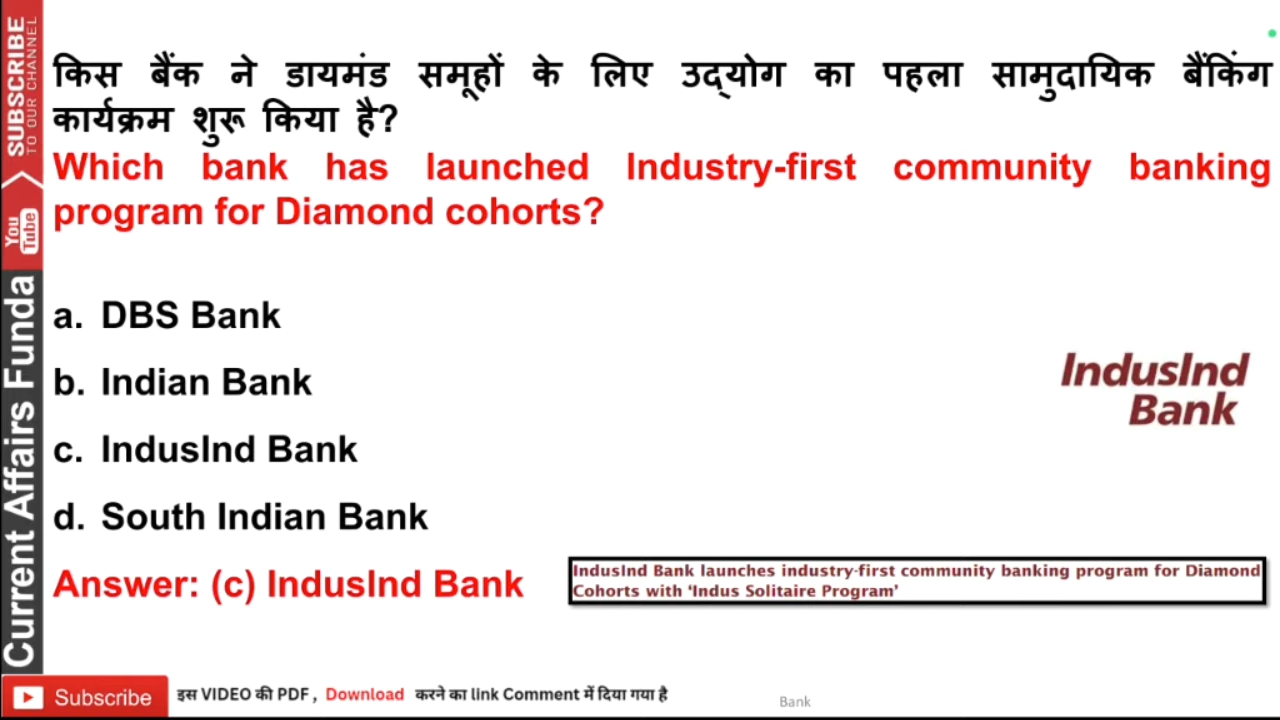 किस बैंक ने डायमंड समूहों के लिए उद्योग का पहला सामुदायिक बैंकिंग
कार्यक्रम शुरू किया है?
Which bank has launched Industry-first community banking
program for Diamond cohorts?
a. DBS Bank
b. Indian Bank
c. IndusInd Bank
d. South Indian Bank
Answer: (c) IndusInd Bank
IndusInd
Bank
IndusInd Bank launches industry-first community banking program for Diamond
Cohorts with ‘Indus Solitaire Program’
SUBSCRIBE
TO OUR CHANNEL
You
Tube
Current Affairs Funda
Subscribe
इस VIDEO की PDF , Download करने का link Comment में दिया गया है
Bank